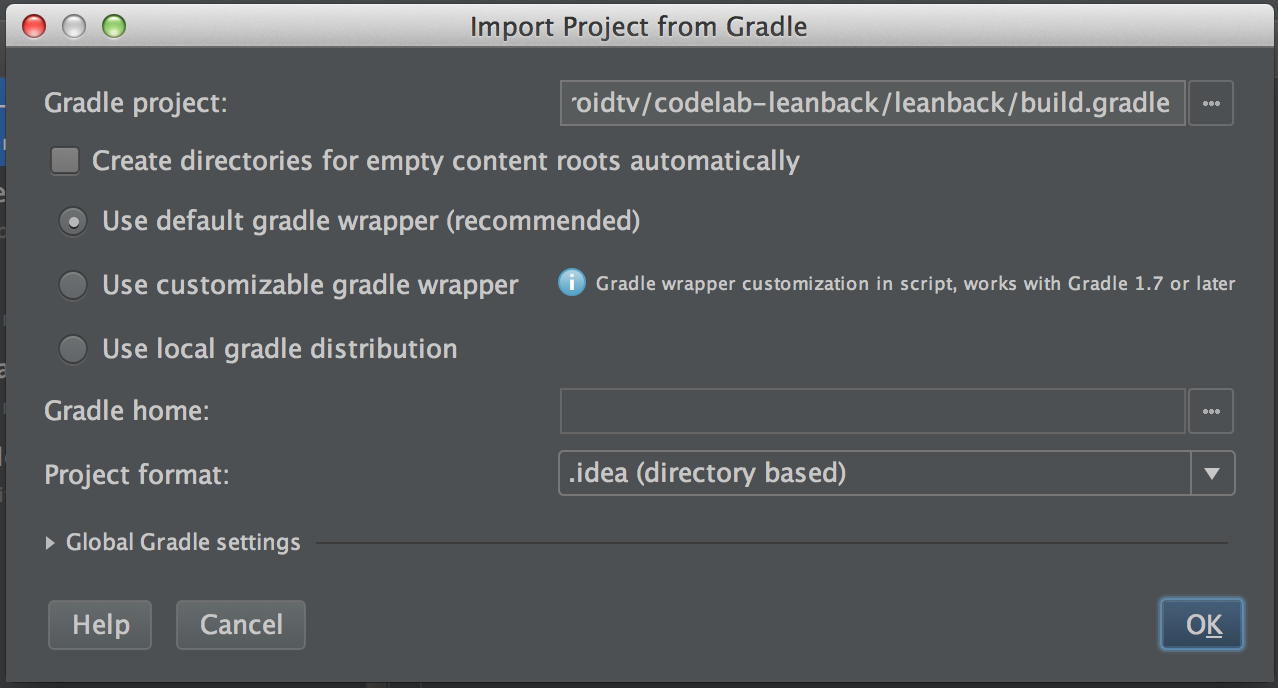 Import Project from Gradle
Gradle project:
roidtv/codelab-leanback/leanback/build.gradle
Create directories for empty content roots automatically
Use default gradle wrapper (recommended)
Use customizable gradle wrapper
Gradle wrapper customization in script, works with Gradle 1.7 or later
Use local gradle distribution
Gradle home:
Project format:
.idea (directory based)
Global Gradle settings
Help
Cancel
OK